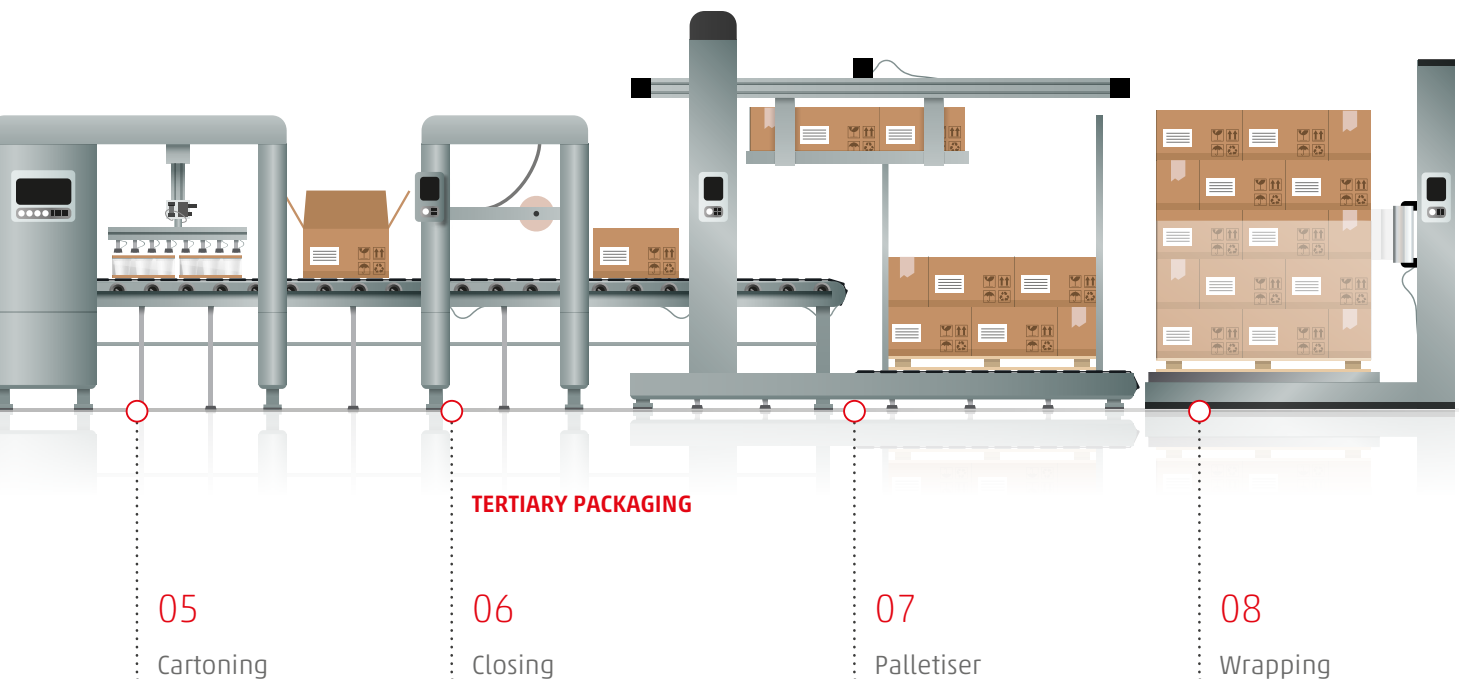 TERTIARY PACKAGING
05
Cartoning
06
Closing
07
Palletiser
08
Wrapping